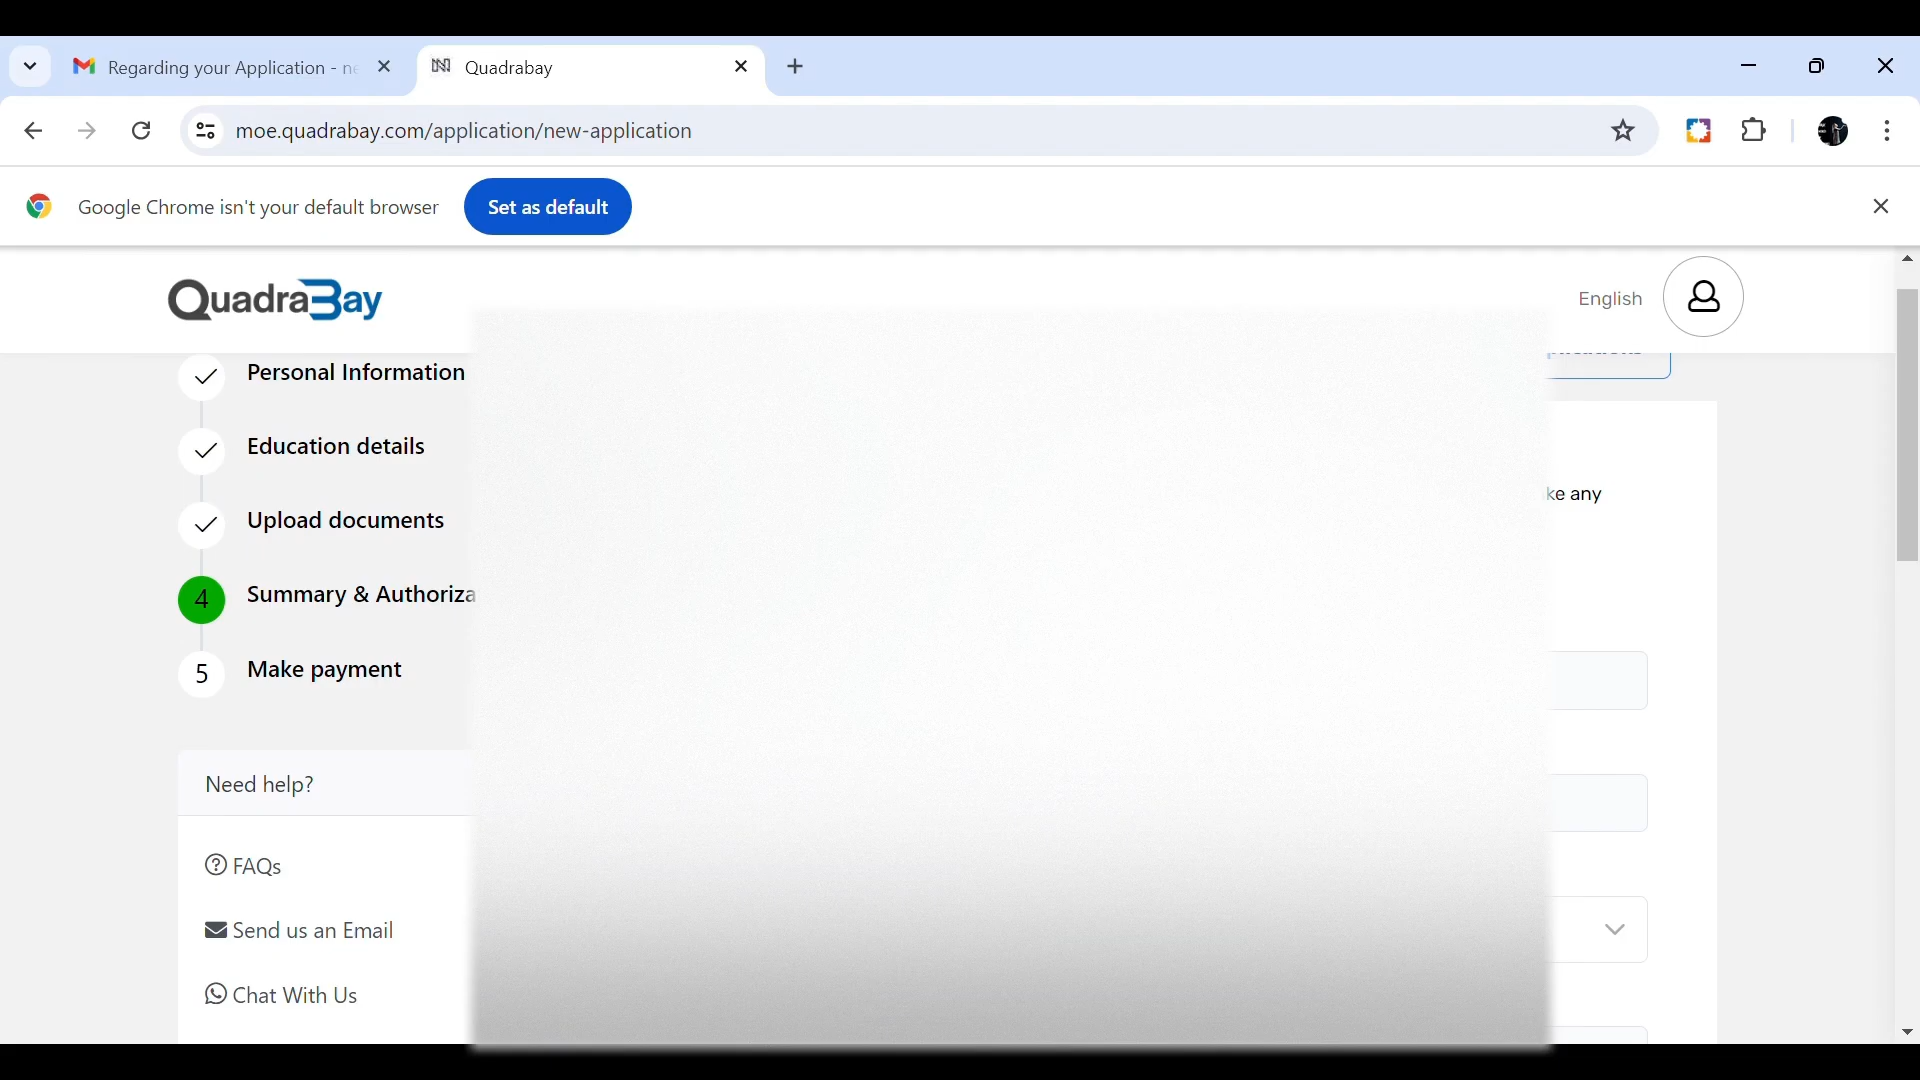 Regarding your Application - ne
Quadrabay
moe.quadrabay.com/application/new-application
Google Chrome isn't your default browser
Set as default
QuadraBay
English
Personal Information
Education details
ke any
Upload documents
4 Summary & Authoriza
5 Make payment
Need help?
FAQs
Send us an Email
Chat With Us